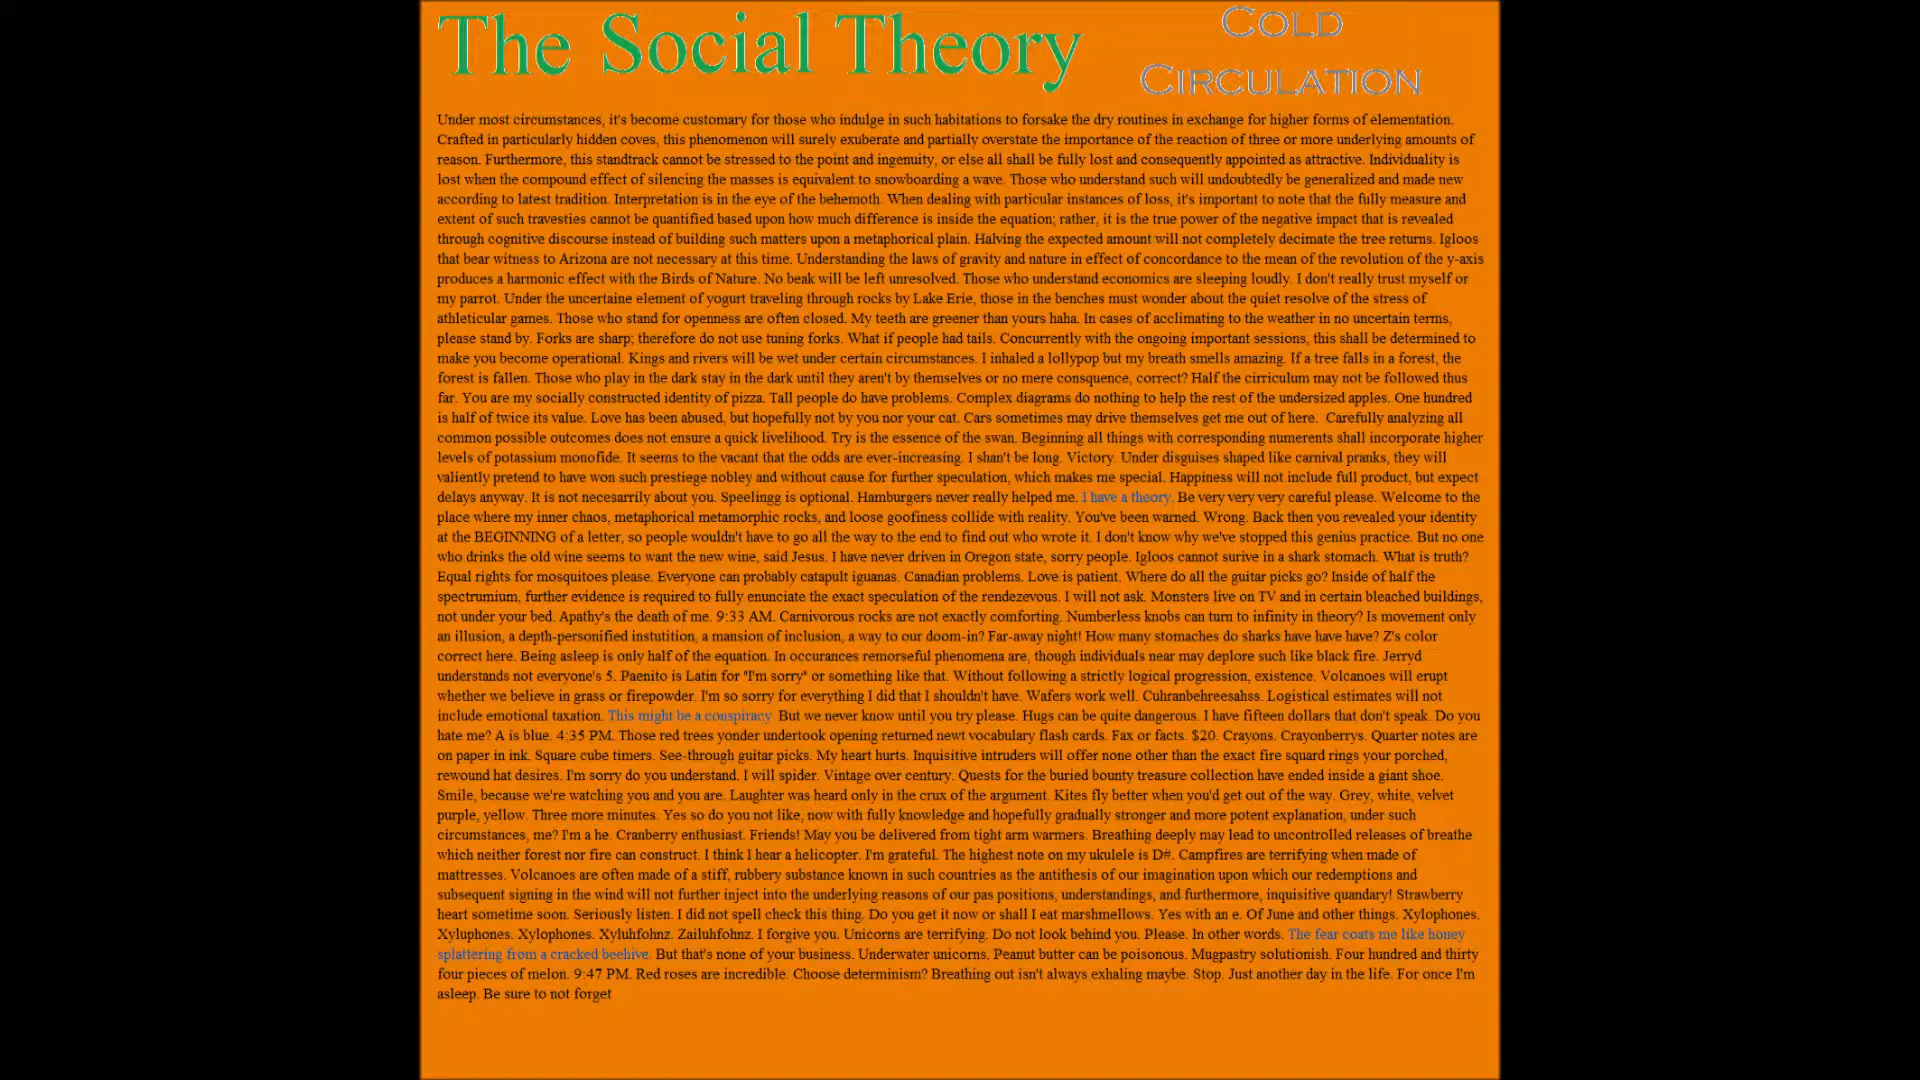 The Social Theory
COLD
CIRCULATION
Under most circumstances, it's become customary for those who indulge in such habitations to forsake the dry routines in exchange for higher forms of elementation.
Crafted in particularly hidden coves, this phenomenon will surely exuberate and partially overstate the importance of the reaction of three or more underlying amounts of
reason. Furthermore, this standtrack cannot be stressed to the point and ingenuity, or else all shall be fully lost and consequently appointed as attractive. Individuality is
lost when the compound effect of silencing the masses is equivalent to snowboarding a wave. Those who understand such will undoubtedly be generalized and made new
according to latest tradition. Interpretation is in the eye of the behemoth. When dealing with particular instances of loss, it's important to note that the fully measure and
extent of such travesties cannot be quantified based upon how much difference is inside the equation; rather, it is the true power of the negative impact that is revealed
through cognitive discourse instead of building such matters upon a metaphorical plain. Halving the expected amount will not completely decimate the tree returns. Igloos
that bear witness to Arizona are not necessary at this time. Understanding the laws of gravity and nature in effect of concordance to the mean of the revolution of the y-axis
produces a harmonic effect with the Birds of Nature. No beak will be left unresolved. Those who understand economics are sleeping loudly. I don't really trust myself or
my parrot. Under the uncertaine element of yogurt traveling through rocks by Lake Erie, those in the benches must wonder about the quiet resolve of the stress of
athleticular games. Those who stand for openness are often closed. My teeth are greener than yours haha. In cases of acclimating to the weather in no uncertain terms,
please stand by. Forks are sharp; therefore do not use tuning forks. What if people had tails. Concurrently with the ongoing important sessions, this shall be determined to
make you become operational. Kings and rivers will be wet under certain circumstances. I inhaled a lollypop but my breath smells amazing. If a tree falls in a forest, the
forest is fallen. Those who play in the dark stay in the dark until they aren't by themselves or no mere consquence, correct? Half the cirriculum may not be followed thus
far. You are my socially constructed identity of pizza. Tall people do have problems. Complex diagrams do nothing to help the rest of the undersized apples. One hundred
is half of twice its value. Love has been abused, but hopefully not by you nor your cat. Cars sometimes may drive themselves get me out of here. Carefully analyzing all
common possible outcomes does not ensure a quick livelihood. Try is the essence of the swan. Beginning all things with corresponding numerents shall incorporate higher
levels of potassium monofide. It seems to the vacant that the odds are ever-increasing. I shan't be long. Victory. Under disguises shaped like carnival pranks, they will
valiently pretend to have won such prestiege nobley and without cause for further speculation, which makes me special. Happiness will not include full product, but expect
delays anyway. It is not necesarrily about you. Speelingg is optional. Hamburgers never really helped me. I have a theory. Be very very very careful please. Welcome to the
place where my inner chaos, metaphorical metamorphic rocks, and loose goofiness collide with reality. You've been warned. Wrong. Back then you revealed your identity
at the BEGINNING of a letter, so people wouldn't have to go all the way to the end to find out who wrote it. I don't know why we've stopped this genius practice. But no one
who drinks the old wine seems to want the new wine, said Jesus. I have never driven in Oregon state, sorry people. Igloos cannot surive in a shark stomach. What is truth?
Equal rights for mosquitoes please. Everyone can probably catapult iguanas. Canadian problems. Love is patient. Where do all the guitar picks go? Inside of half the
spectrumium, further evidence is required to fully enunciate the exact speculation of the rendezevous. I will not ask. Monsters live on TV and in certain bleached buildings,
not under your bed. Apathy's the death of me. 9:33 AM. Carnivorous rocks are not exactly comforting. Numberless knobs can turn to infinity in theory? Is movement only
an illusion, a depth-personified instutition, a mansion of inclusion, a way to our doom-in? Far-away night! How many stomaches do sharks have have have? Z's color
correct here. Being asleep is only half of the equation. In occurances remorseful phenomena are, though individuals near may deplore such like black fire. Jerryd
understands not everyone's 5. Paenito is Latin for "I'm sorry" or something like that. Without following a strictly logical progression, existence. Volcanoes will erupt
whether we believe in grass or firepowder. I'm so sorry for everything I did that I shouldn't have. Wafers work well. Cuhranbehreesahss. Logistical estimates will not
include emotional taxation. This might be a conspiracy. But we never know until you try please. Hugs can be quite dangerous. I have fifteen dollars that don't speak. Do you
hate me? A is blue. 4:35 PM. Those red trees yonder undertook opening returned newt vocabulary flash cards. Fax or facts. $20. Crayons. Crayonberrys. Quarter notes are
on paper in ink. Square cube timers. See-through guitar picks. My heart hurts. Inquisitive intruders will offer none other than the exact fire squard rings your porched,
rewound hat desires. I'm sorry do you understand. I will spider. Vintage over century. Quests for the buried bounty treasure collection have ended inside a giant shoe.
Smile, because we're watching you and you are. Laughter was heard only in the crux of the argument. Kites fly better when you'd get out of the way. Grey, white, velvet
purple, yellow. Three more minutes. Yes so do you not like, now with fully knowledge and hopefully gradually stronger and more potent explanation, under such
circumstances, me? I'm a he. Cranberry enthusiast. Friends! May you be delivered from tight arm warmers. Breathing deeply may lead to uncontrolled releases of breathe
which neither forest nor fire can construct. I think I hear a helicopter. I'm grateful. The highest note on my ukulele is D#. Campfires are terrifying when made of
mattresses. Volcanoes are often made of a stiff, rubbery substance known in such countries as the antithesis of our imagination upon which our redemptions and
subsequent signing in the wind will not further inject into the underlying reasons of our pas positions, understandings, and furthermore, inquisitive quandary! Strawberry
heart sometime soon. Seriously listen. I did not spell check this thing. Do you get it now or shall I eat marshmellows. Yes with an e. Of June and other things. Xylophones.
Xyluphones. Xylophones. Xyluhfohnz. Zailuhfohnz. I forgive you. Unicorns are terrifying. Do not look behind you. Please. In other words. The fear coats me like honey
splattering from a cracked beehive. But that's none of your business. Underwater unicorns. Peanut butter can be poisonous. Mugpastry solutionish. Four hundred and thirty
four pieces of melon. 9:47 PM. Red roses are incredible. Choose determinism? Breathing out isn't always exhaling maybe. Stop. Just another day in the life. For once I'm
asleep. Be sure to not forget